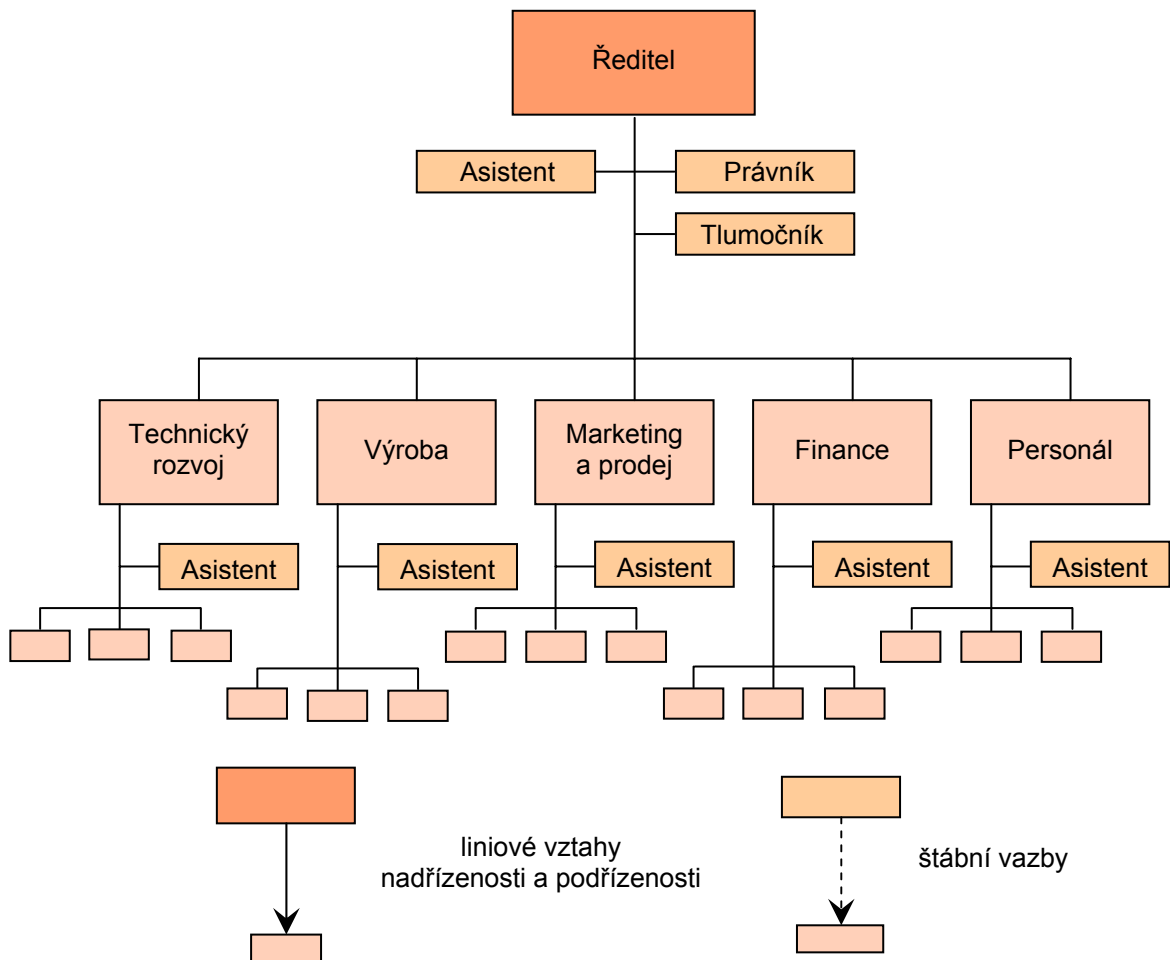 Ředitel
Asistent
Právník
Tlumočník
Technický
rozvoj
Výroba
Marketing
a prodej
Finance
Personál
Asistent
Asistent
Asistent
Asistent
Asistent
liniové vztahy
nadřízenosti a podřízenosti
štábní vazby